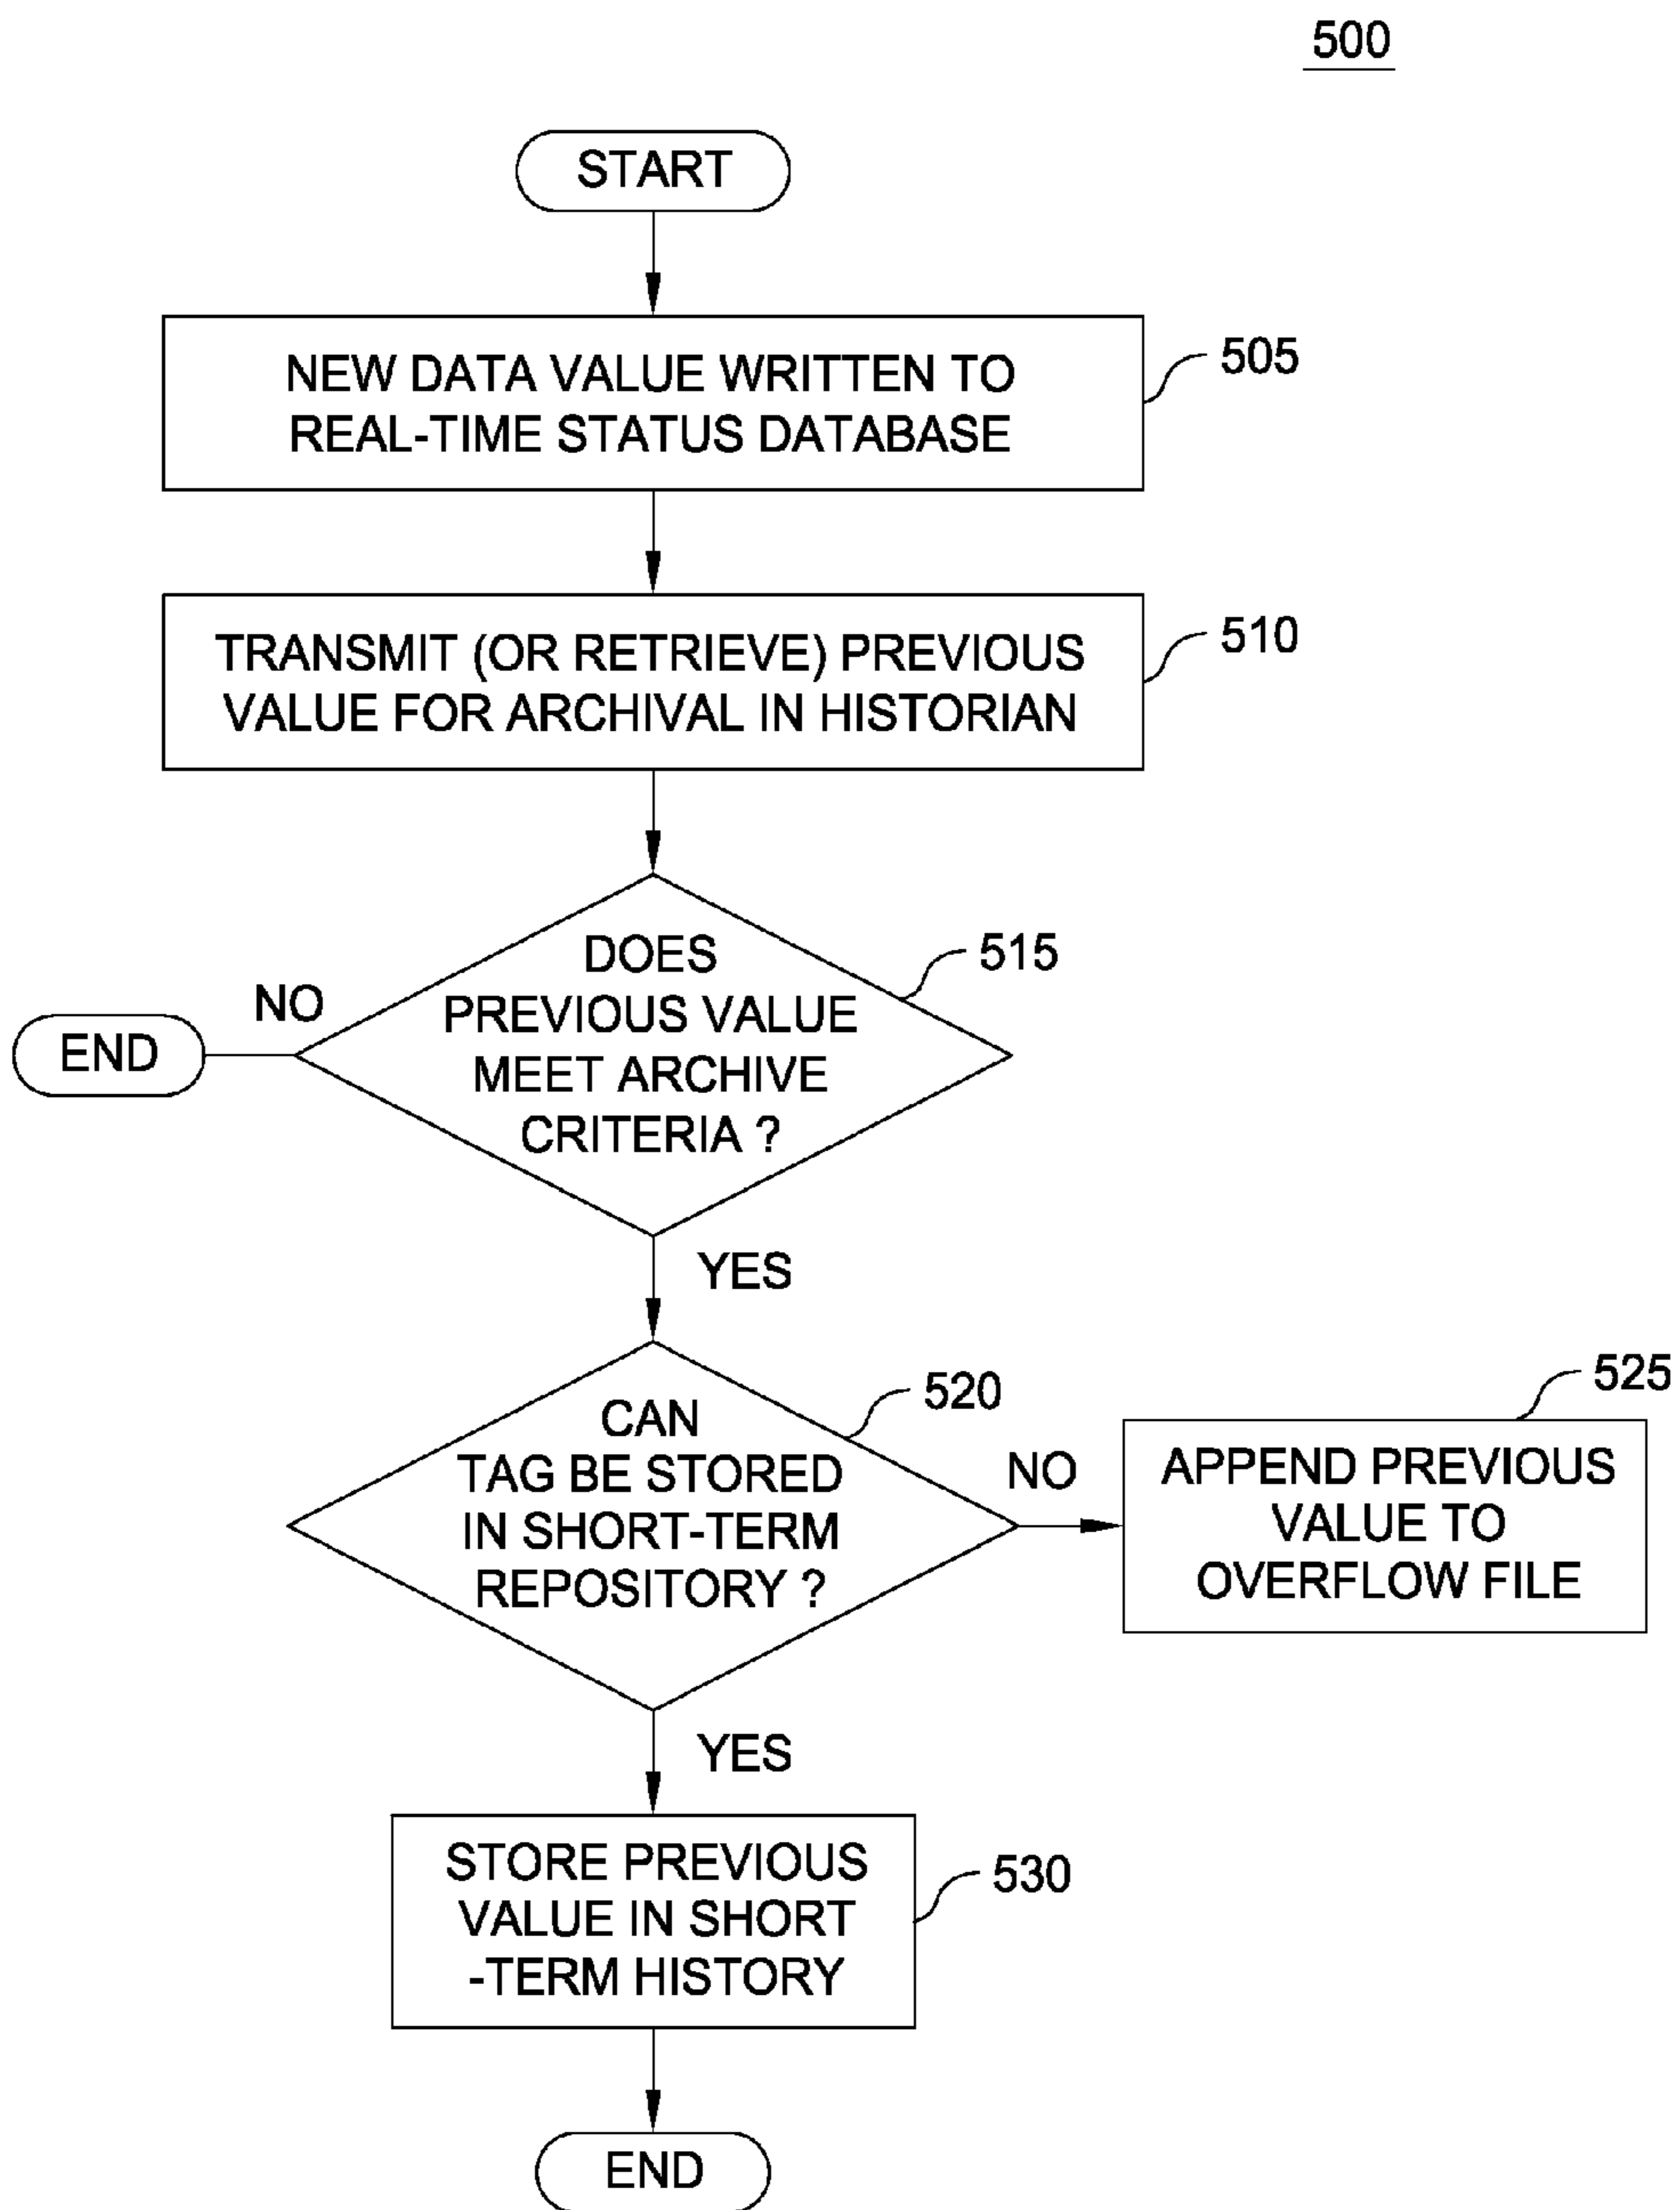 500
START
NEW DATA VALUE WRITTEN TO
REAL-TIME STATUS DATABASE
505
TRANSMIT (OR RETRIEVE) PREVIOUS
VALUE FOR ARCHIVAL IN HISTORIAN
510
DOES
PREVIOUS VALUE
MEET ARCHIVE
CRITERIA ?
515
NO
END
YES
CAN
TAG BE STORED
IN SHORT-TERM
REPOSITORY ?
520
NO
APPEND PREVIOUS
VALUE TO
OVERFLOW FILE
525
YES
STORE PREVIOUS
VALUE IN SHORT
-TERM HISTORY
530
END